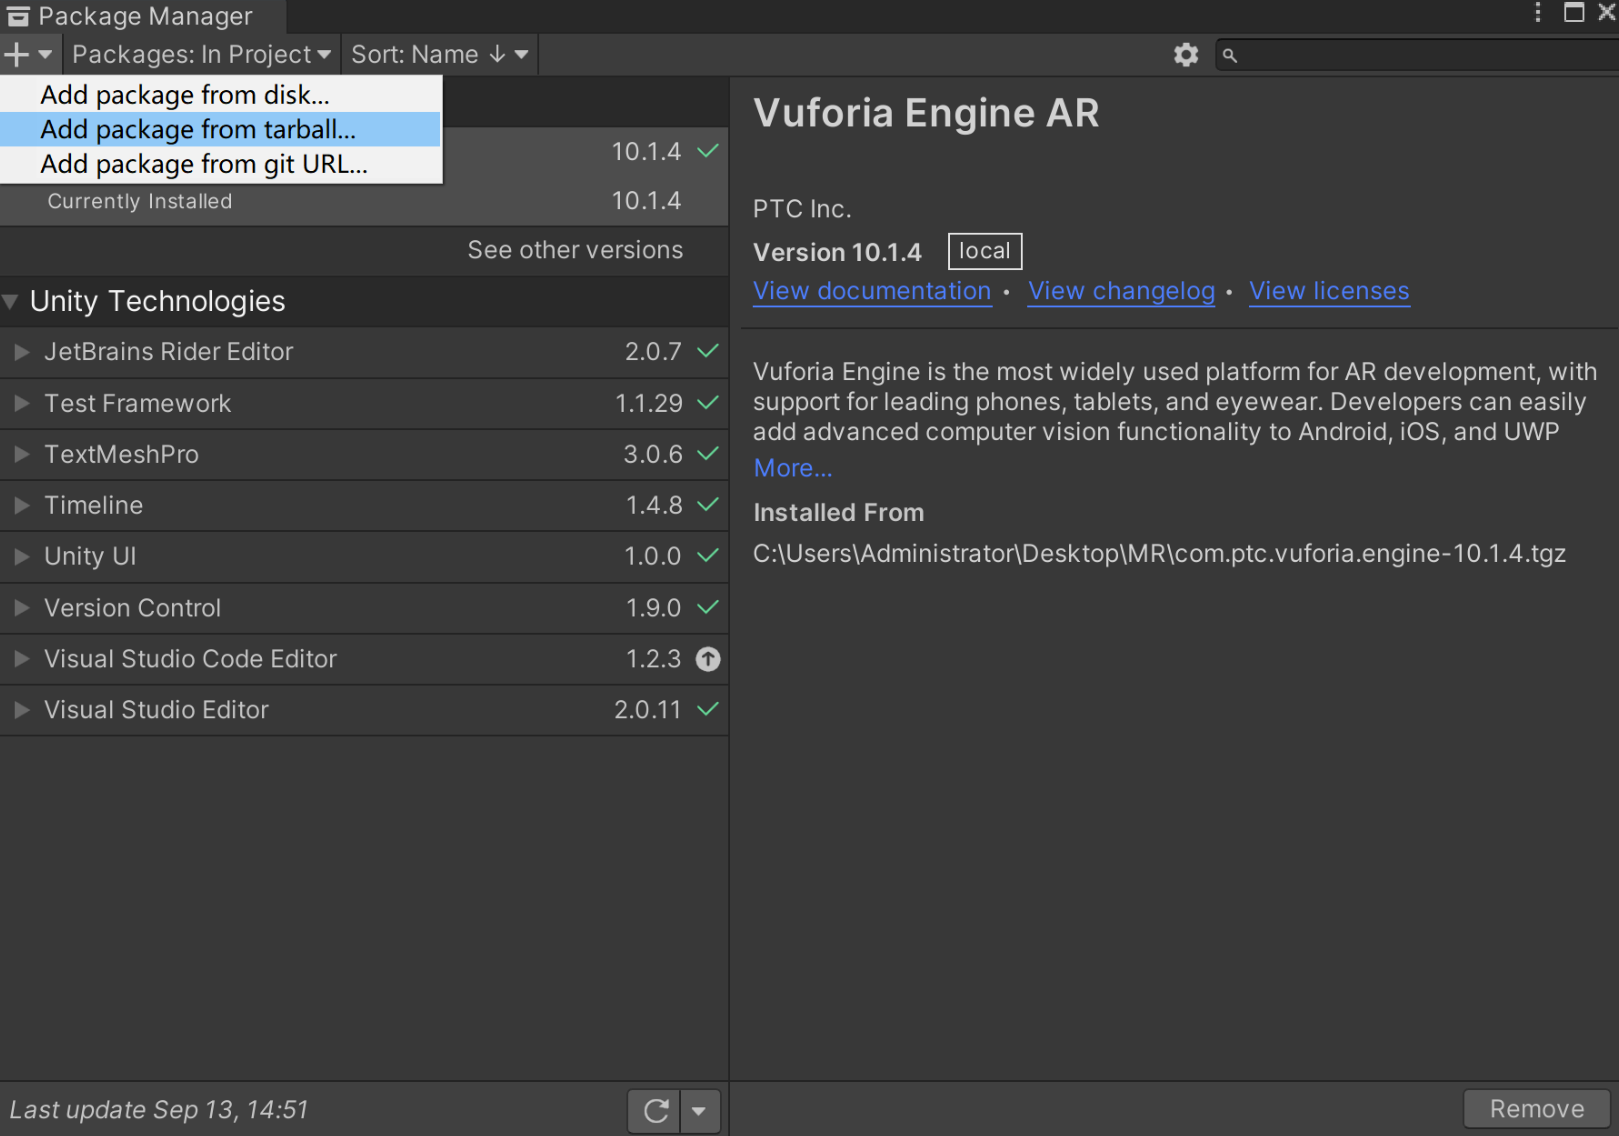 Package Manager
Packages: In Project
Sort: Name ↓
Add package from disk...
Add package from tarball...
Add package from git URL...
10.1.4
Currently Installed 10.1.4
See other versions
Unity Technologies
JetBrains Rider Editor 2.0.7
Test Framework 1.1.29
TextMeshPro 3.0.6
Timeline 1.4.8
Unity UI 1.0.0
Version Control 1.9.0
Visual Studio Code Editor 1.2.3
Visual Studio Editor 2.0.11
Last update Sep 13, 14:51
Vuforia Engine AR
PTC Inc.
Version 10.1.4 local
View documentation • View changelog • View licenses
Vuforia Engine is the most widely used platform for AR development, with
support for leading phones, tablets, and eyewear. Developers can easily
add advanced computer vision functionality to Android, iOS, and UWP
More...
Installed From
C:\Users\Administrator\Desktop\MR\com.ptc.vuforia.engine-10.1.4.tgz
Remove